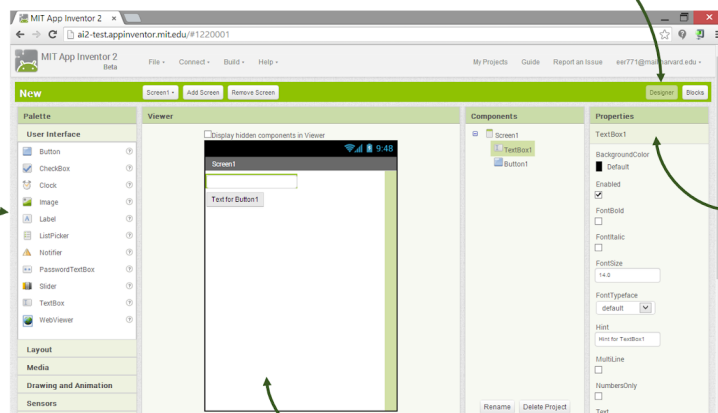 MIT App Inventor 2 ×
ai2-test.appinventor.mit.edu/#1220001
MIT App Inventor 2
Beta
File - Connect - Build - Help -
My Projects Guide Report an Issue
New
Screen1 - Add Screen Remove Screen
Designer Blocks
Palette
User Interface
Button
CheckBox
Clock
Image
Label
ListPicker
Notifier
PasswordTextBox
Slider
TextBox
WebViewer
Layout
Media
Drawing and Animation
Sensors
Viewer
Display hidden components in Viewer
9:48
Screen1
Text for Button1
Components
Screen1
TextBox1
Button1
Rename Delete Project
Properties
TextBox1
BackgroundColor
Default
Enabled
FontBold
FontItalic
FontSize
14.0
FontTypeface
default
Hint
Hint for TextBox1
MultiLine
NumbersOnly
Text